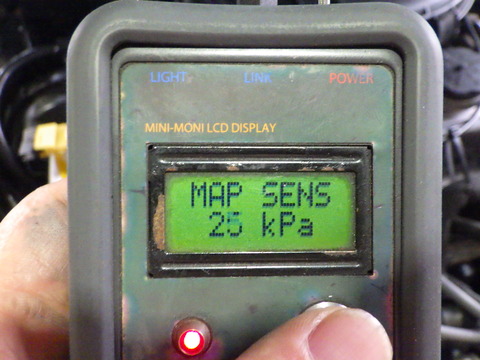 LIGHT LINK POWER
MINI-MONI LCD DISPLAY
MAP SENS
25 kPa